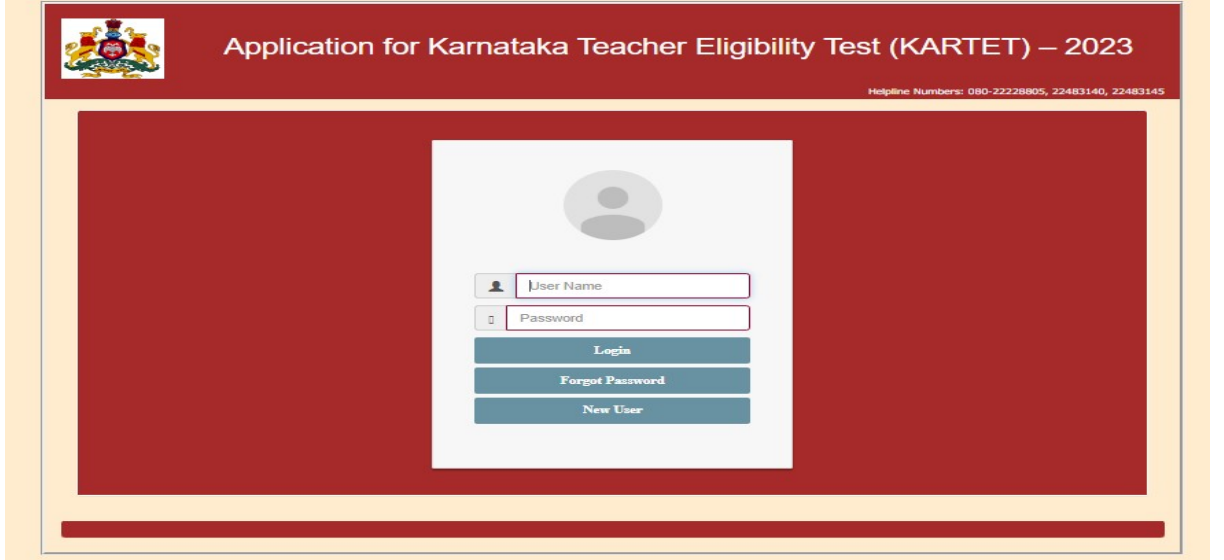 Application for Karnataka Teacher Eligibility Test (KARTET) – 2023
Helpline Numbers: 080-22228805, 22483140, 22483145
User Name
Password
Login
Forgot Password
New User